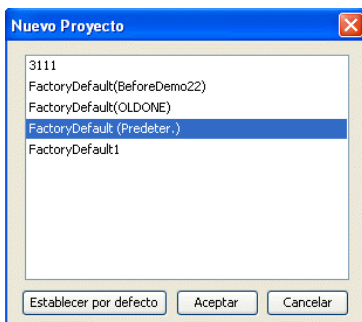 Nuevo Proyecto
3111
FactoryDefault(BeforeDemo22)
FactoryDefault(OLDONE)
FactoryDefault (Predeter.)
FactoryDefault1
Establecer por defecto Aceptar Cancelar